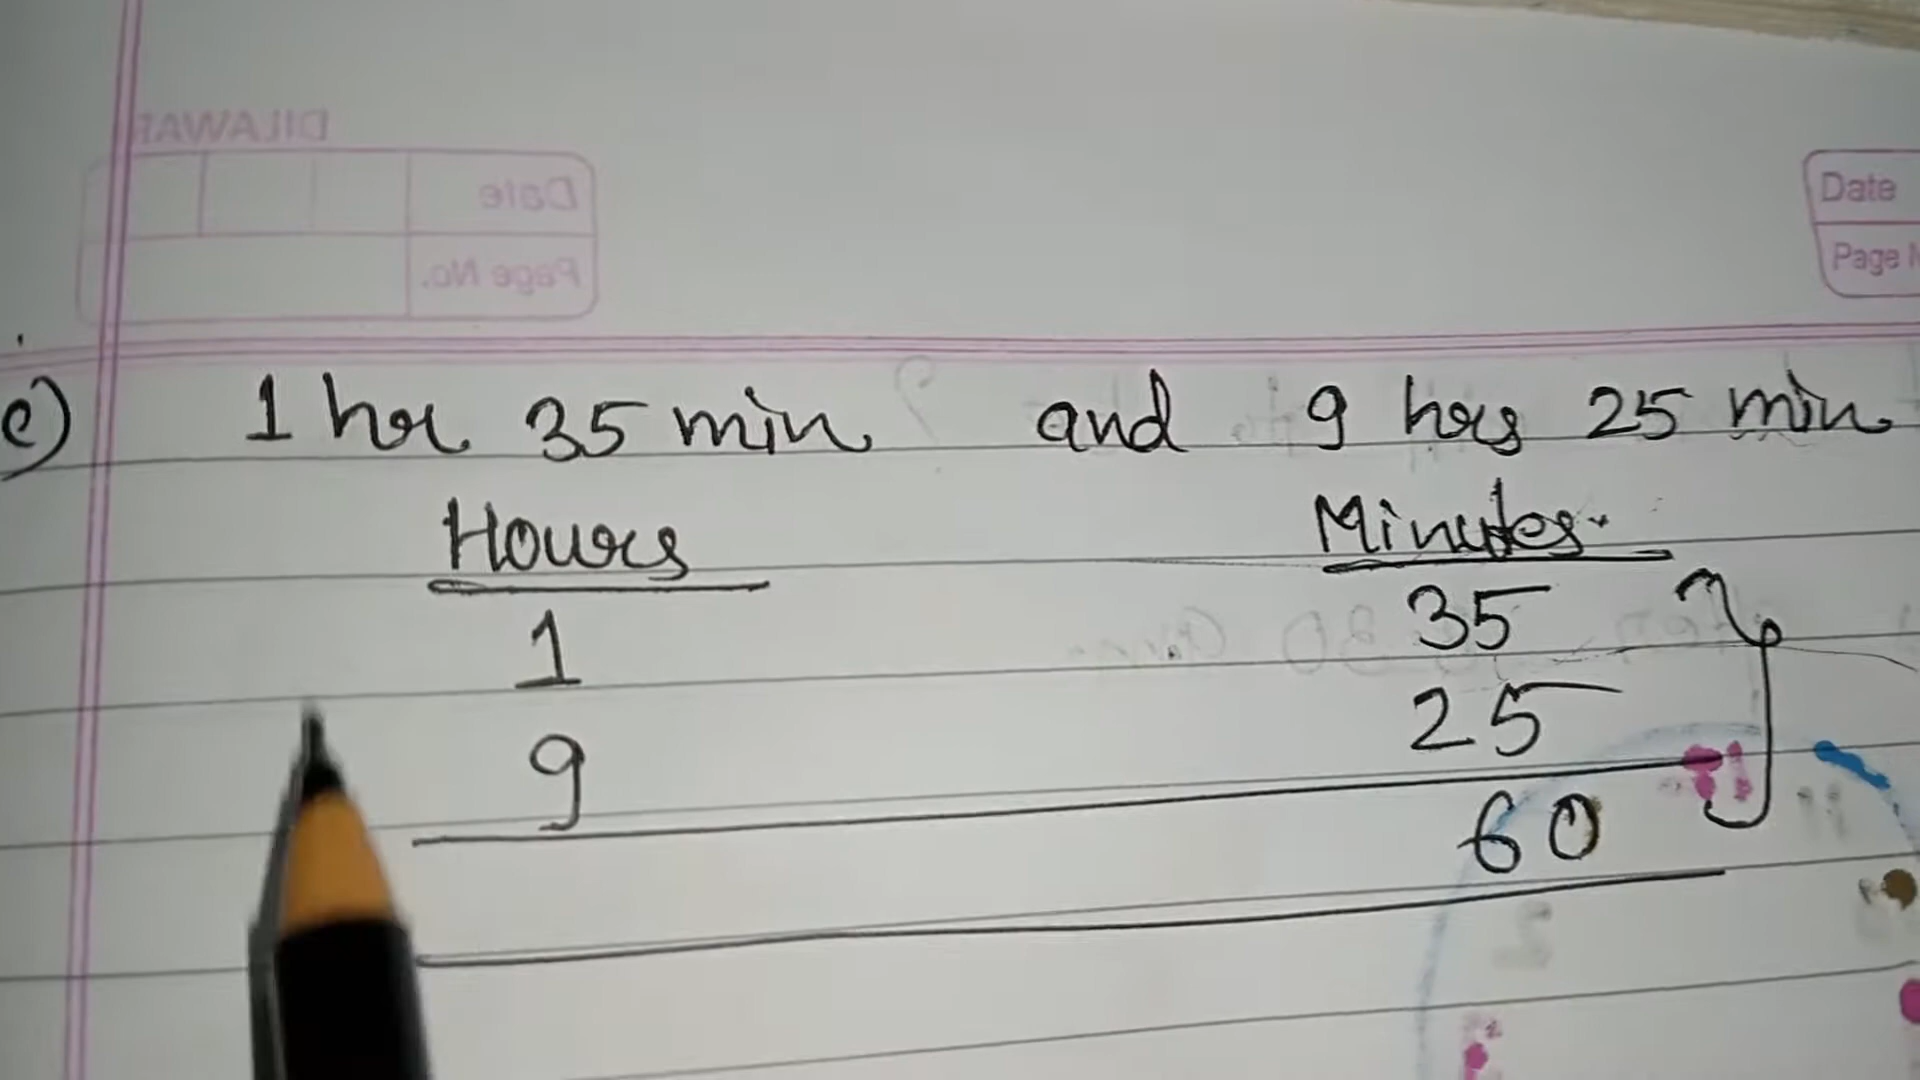 DILAWAR
Date
Page No.
Date
Page N
e) 1 hr 35 min and 9 hrs 25 min
Hours Minutes
1 35
9 25
60